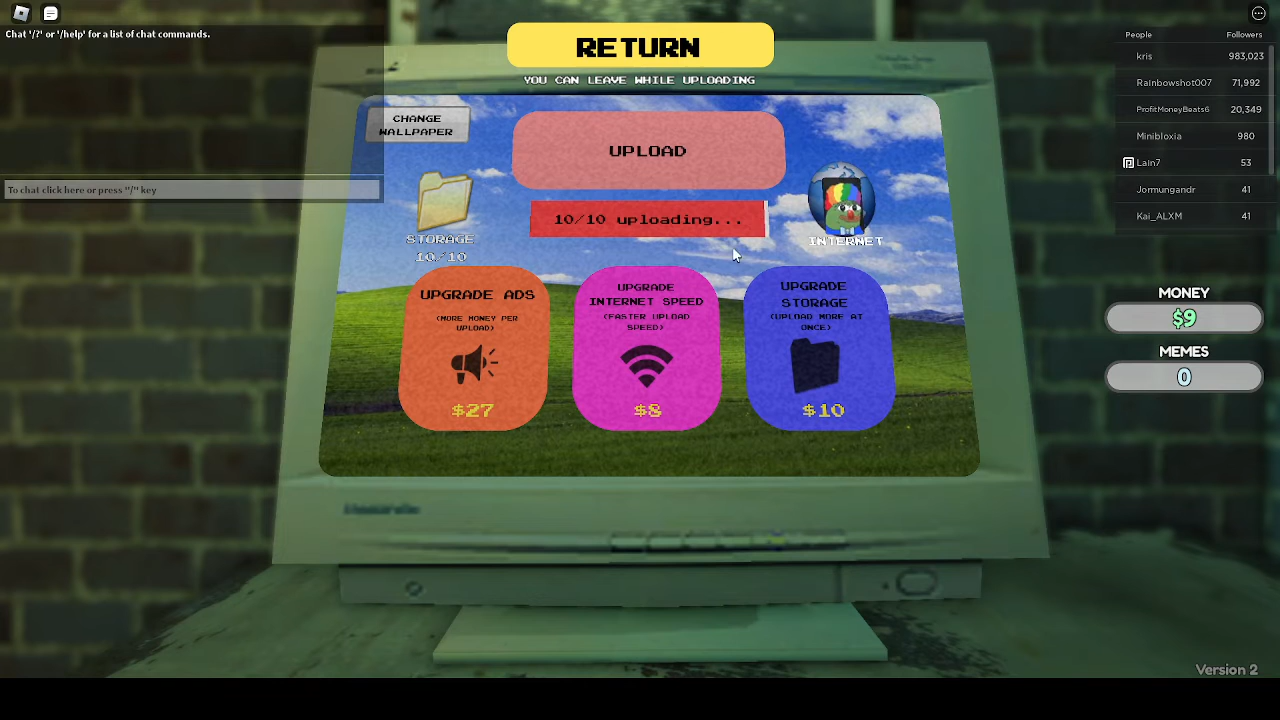 Chat '/?' or '/help' for a list of chat commands.
To chat click here or press "/" key
RETURN
YOU CAN LEAVE WHILE UPLOADING
CHANGE
WALLPAPER
UPLOAD
10/10 uploading...
STORAGE
10/10
INTERNET
UPGRADE ADS
(MORE MONEY PER
UPLOAD)
$27
UPGRADE
INTERNET SPEED
(FASTER UPLOAD
SPEED)
$8
UPGRADE
STORAGE
(UPLOAD MORE AT
ONCE)
$10
People Followers
kris 983,023
Rainbowshot007 71,992
ProfitMoneyBeats6 20,349
Minibloxia 980
Laln7 53
Jormungandr 41
Kai_ALXM 41
MONEY
$9
MEMES
0
Version 2